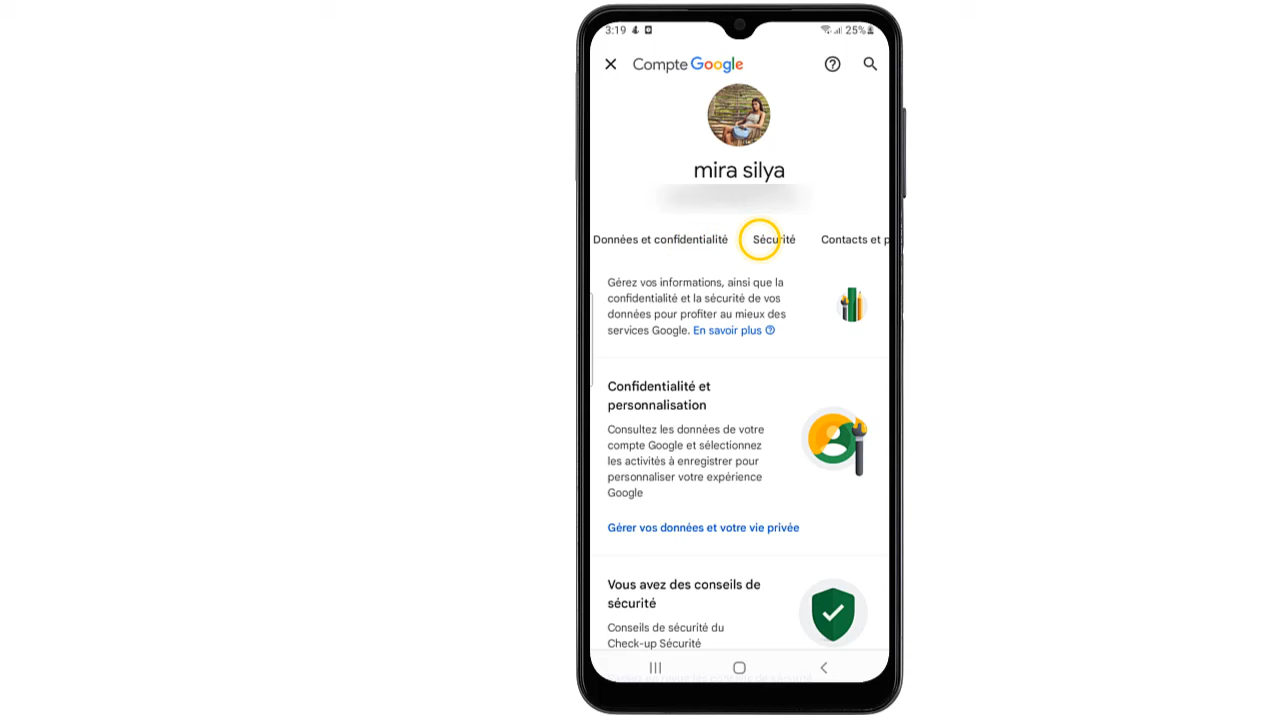 3:19
25%
Compte Google
mira silya
Données et confidentialité Sécurité Contacts et p
Gérez vos informations, ainsi que la
confidentialité et la sécurité de vos
données pour profiter au mieux des
services Google. En savoir plus
Confidentialité et
personnalisation
Consultez les données de votre
compte Google et sélectionnez
les activités à enregistrer pour
personnaliser votre expérience
Google
Gérer vos données et votre vie privée
Vous avez des conseils de
sécurité
Conseils de sécurité du
Check-up Sécurité